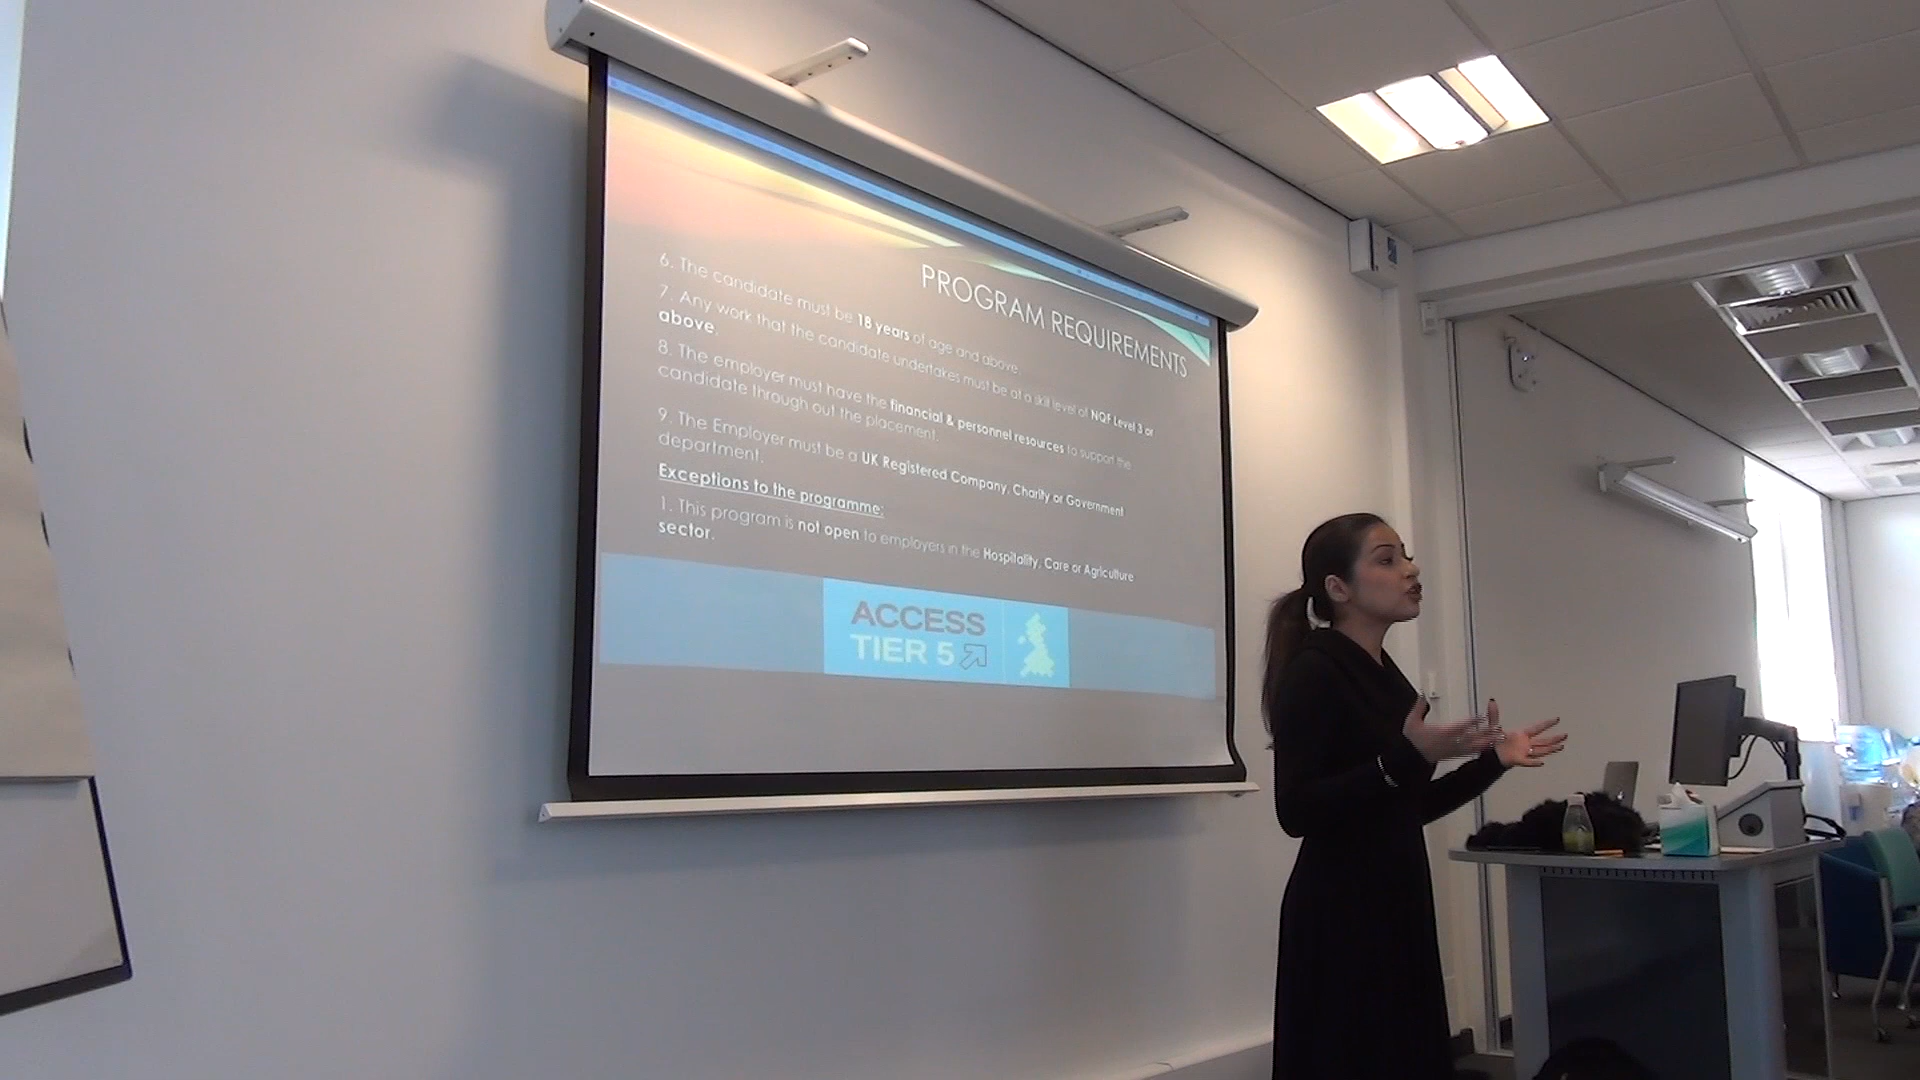 PROGRAM REQUIREMENTS
6. The candidate must be 18 years of age and above.
7. Any work that the candidate undertakes must be at a skill level of NQF Level 3 or
above.
8. The employer must have the financial & personnel resources to support the
candidate through out the placement.
9. The Employer must be a UK Registered Company, Charity or Government
department.
Exceptions to the programme:
1. This program is not open to employers in the Hospitality, Care or Agriculture
sector.
ACCESS
TIER 5